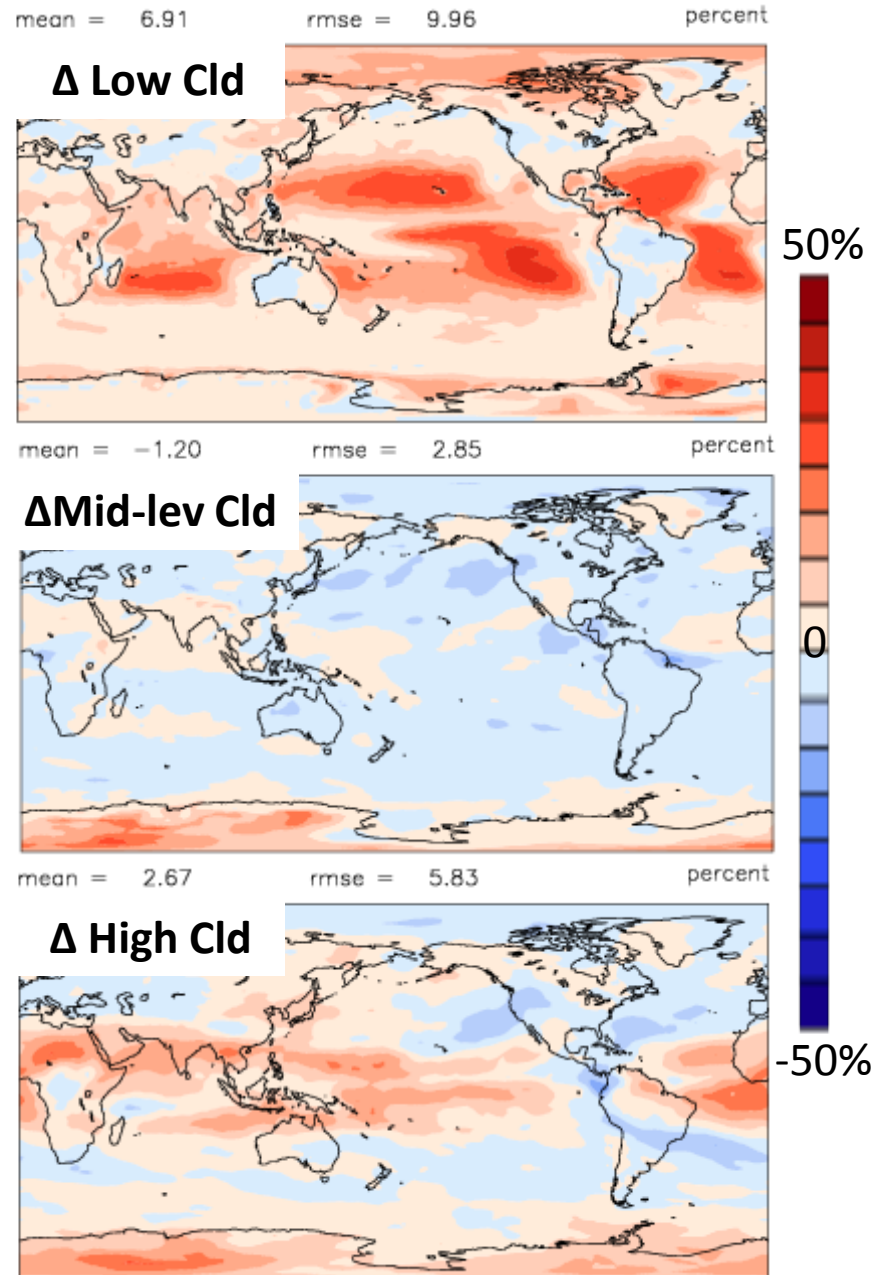 mean = 6.91 rmse = 9.96 percent
Δ Low Cld
50%
mean = −1.20 rmse = 2.85 percent
ΔMid-lev Cld
0
mean = 2.67 rmse = 5.83 percent
Δ High Cld
-50%